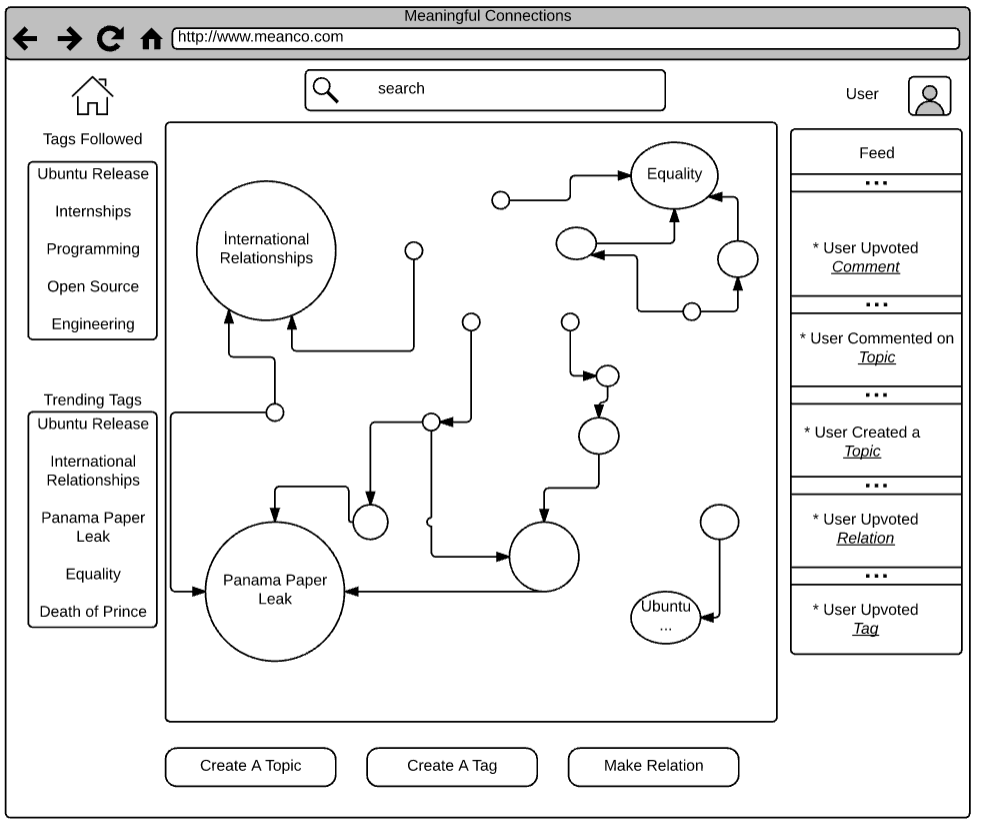 Meaningful Connections
http://www.meanco.com
search
User
Tags Followed
Ubuntu Release
Internships
Programming
Open Source
Engineering
Trending Tags
Ubuntu Release
International
Relationships
Panama Paper
Leak
Equality
Death of Prince
International
Relationships
Equality
Panama Paper
Leak
Ubuntu
...
Feed
...
* User Upvoted
Comment
...
* User Commented on
Topic
...
* User Created a
Topic
...
* User Upvoted
Relation
...
* User Upvoted
Tag
Create A Topic
Create A Tag
Make Relation